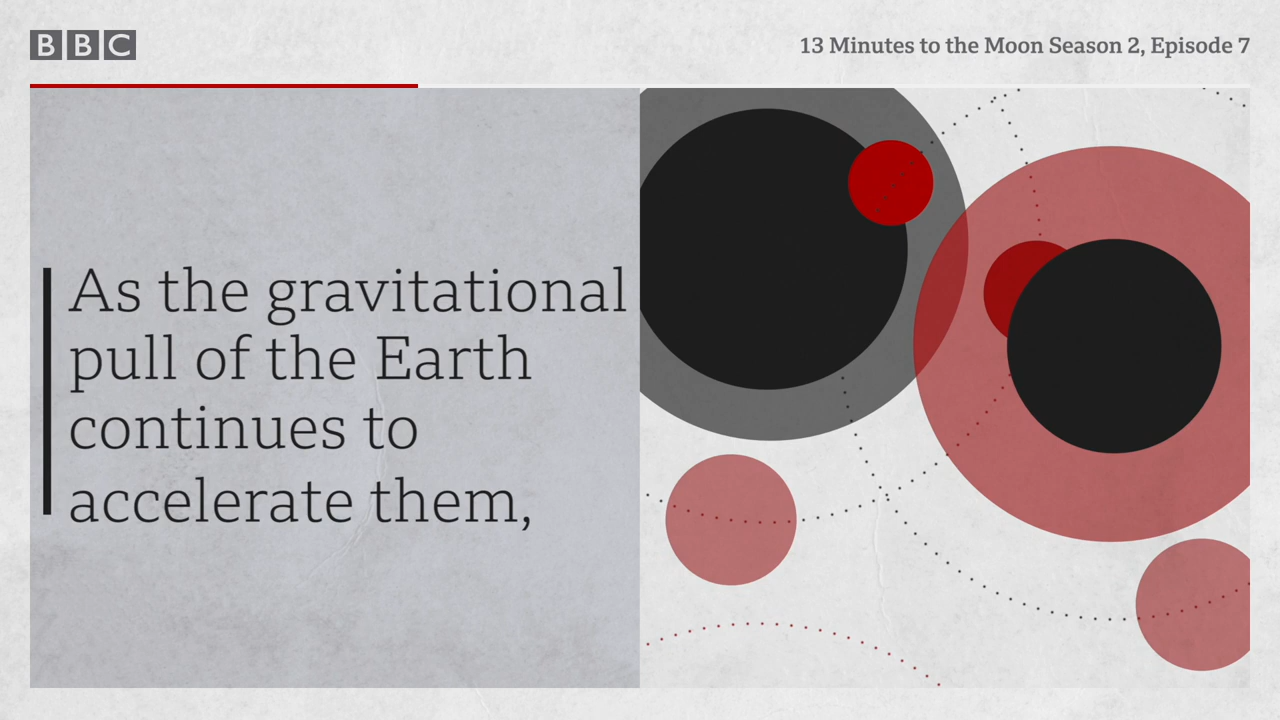 BBC
13 Minutes to the Moon Season 2, Episode 7
As the gravitational
pull of the Earth
continues to
accelerate them,